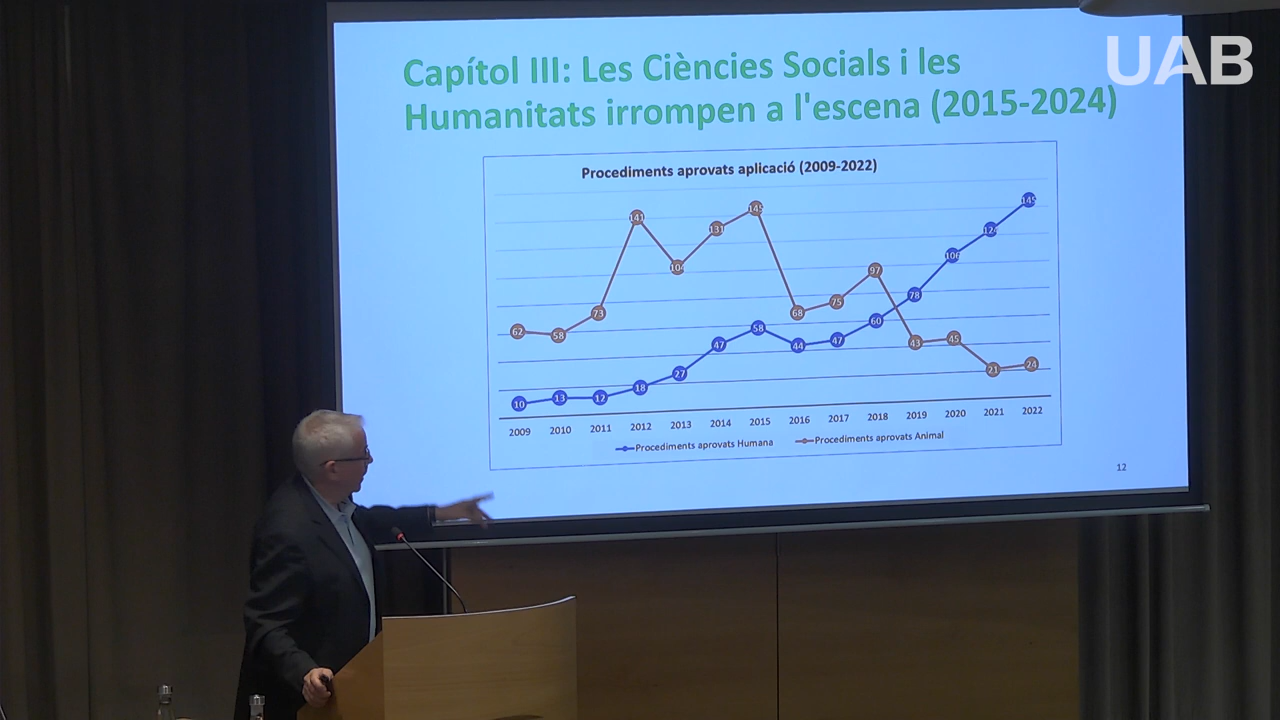 UAB
Capítol III: Les Ciències Socials i les
Humanitats irrompen a l'escena (2015-2024)
Procediments aprovats aplicació (2009-2022)
62 58 73 141 104 131 145 68 75 97 43 45 21 24
10 13 12 18 27 47 58 44 47 60 78 106 124 145
2009 2010 2011 2012 2013 2014 2015 2016 2017 2018 2019 2020 2021 2022
Procediments aprovats Humana Procediments aprovats Animal
12